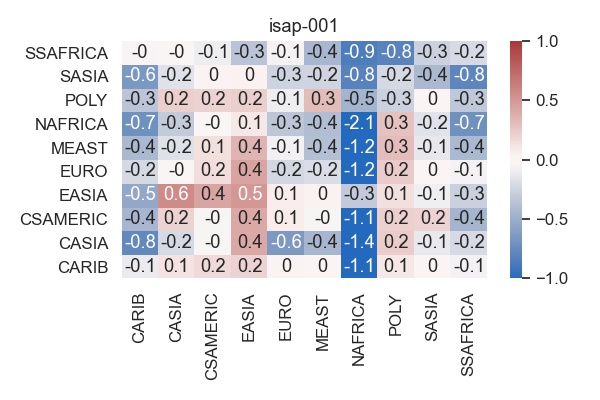 isap-001
SSAFRICA -0 -0 -0.1 -0.3 -0.1 -0.4 -0.9 -0.8 -0.3 -0.2
SASIA -0.6 -0.2 0 0 -0.3 -0.2 -0.8 -0.2 -0.4 -0.8
POLY -0.3 0.2 0.2 0.2 -0.1 0.3 -0.5 -0.3 0 -0.3
NAFRICA -0.7 -0.3 -0 0.1 -0.3 -0.4 -2.1 0.3 -0.2 -0.7
MEAST -0.4 -0.2 0.1 0.4 -0.1 -0.4 -1.2 0.3 -0.1 -0.4
EURO -0.2 -0 0.2 0.4 -0.2 -0.2 -1.2 0.2 0 -0.1
EASIA -0.5 0.6 0.4 0.5 0.1 0 -0.3 0.1 -0.1 -0.3
CSAMERIC -0.4 0.2 -0 0.4 0.1 -0 -1.1 0.2 0.2 -0.4
CASIA -0.8 -0.2 -0 0.4 -0.6 -0.4 -1.4 0.2 -0.1 -0.2
CARIB -0.1 0.1 0.2 0.2 0 0 -1.1 0.1 0 -0.1
CARIB CASIA CSAMERIC EASIA EURO MEAST NAFRICA POLY SASIA SSAFRICA
1.0
0.5
0.0
−0.5
−1.0